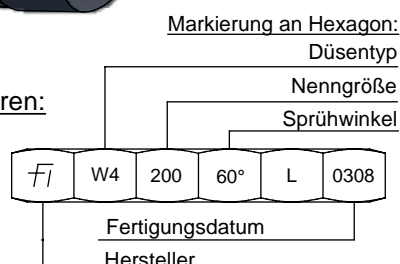 Markierung an Hexagon:
Düsentyp
Nenngröße
ren:
Sprühwinkel
W4 200 60° L 0308
Fertigungsdatum
Hersteller